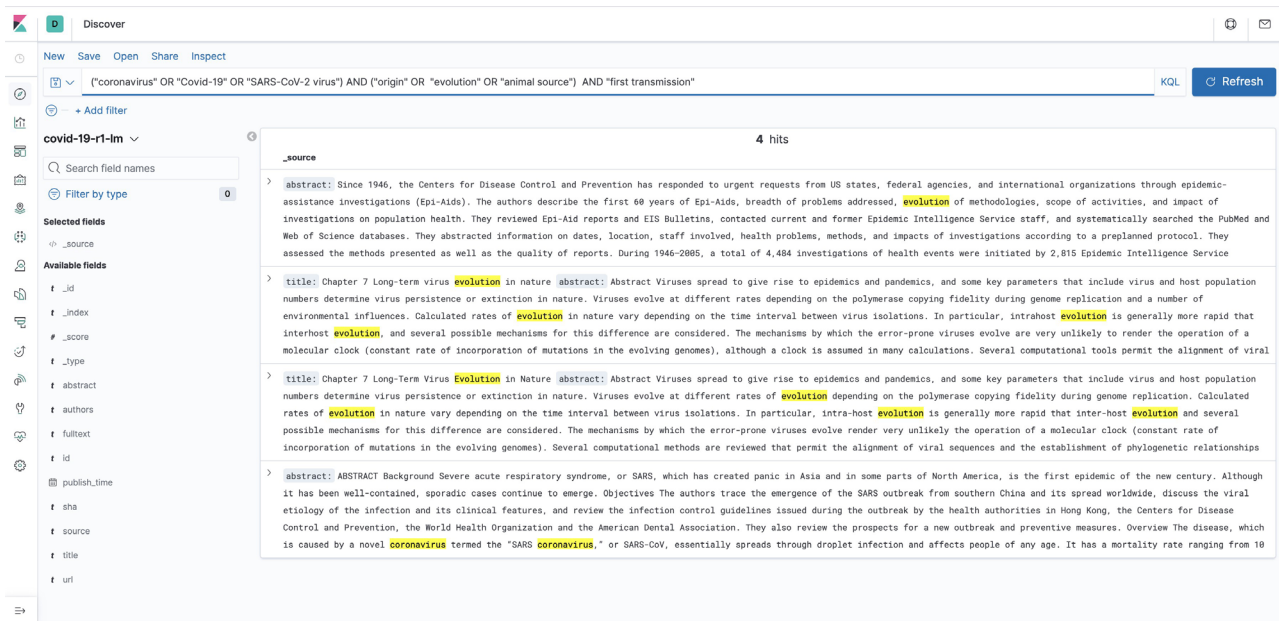 D Discover
New Save Open Share Inspect
("coronavirus" OR "Covid-19" OR "SARS-CoV-2 virus") AND ("origin" OR "evolution" OR "animal source") AND "first transmission" KQL Refresh
+ Add filter
covid-19-r1-lm
Search field names
Filter by type 0
Selected fields
_source
Available fields
t _id
t _index
# _score
t _type
t abstract
t authors
t fulltext
t id
publish_time
t sha
t source
t title
t url
4 hits
_source
abstract: Since 1946, the Centers for Disease Control and Prevention has responded to urgent requests from US states, federal agencies, and international organizations through epidemic-
assistance investigations (Epi-Aids). The authors describe the first 60 years of Epi-Aids, breadth of problems addressed, evolution of methodologies, scope of activities, and impact of
investigations on population health. They reviewed Epi-Aid reports and EIS Bulletins, contacted current and former Epidemic Intelligence Service staff, and systematically searched the PubMed and
Web of Science databases. They abstracted information on dates, location, staff involved, health problems, methods, and impacts of investigations according to a preplanned protocol. They
assessed the methods presented as well as the quality of reports. During 1946–2005, a total of 4,484 investigations of health events were initiated by 2,815 Epidemic Intelligence Service
title: Chapter 7 Long-term virus evolution in nature abstract: Abstract Viruses spread to give rise to epidemics and pandemics, and some key parameters that include virus and host population
numbers determine virus persistence or extinction in nature. Viruses evolve at different rates depending on the polymerase copying fidelity during genome replication and a number of
environmental influences. Calculated rates of evolution in nature vary depending on the time interval between virus isolations. In particular, intrahost evolution is generally more rapid that
interhost evolution, and several possible mechanisms for this difference are considered. The mechanisms by which the error-prone viruses evolve are very unlikely to render the operation of a
molecular clock (constant rate of incorporation of mutations in the evolving genomes), although a clock is assumed in many calculations. Several computational tools permit the alignment of viral
title: Chapter 7 Long-Term Virus Evolution in Nature abstract: Abstract Viruses spread to give rise to epidemics and pandemics, and some key parameters that include virus and host population
numbers determine virus persistence or extinction in nature. Viruses evolve at different rates of evolution depending on the polymerase copying fidelity during genome replication. Calculated
rates of evolution in nature vary depending on the time interval between virus isolations. In particular, intra-host evolution is generally more rapid that inter-host evolution and several
possible mechanisms for this difference are considered. The mechanisms by which the error-prone viruses evolve render very unlikely the operation of a molecular clock (constant rate of
incorporation of mutations in the evolving genomes). Several computational methods are reviewed that permit the alignment of viral sequences and the establishment of phylogenetic relationships
abstract: ABSTRACT Background Severe acute respiratory syndrome, or SARS, which has created panic in Asia and in some parts of North America, is the first epidemic of the new century. Although
it has been well-contained, sporadic cases continue to emerge. Objectives The authors trace the emergence of the SARS outbreak from southern China and its spread worldwide, discuss the viral
etiology of the infection and its clinical features, and review the infection control guidelines issued during the outbreak by the health authorities in Hong Kong, the Centers for Disease
Control and Prevention, the World Health Organization and the American Dental Association. They also review the prospects for a new outbreak and preventive measures. Overview The disease, which
is caused by a novel coronavirus termed the "SARS coronavirus," or SARS-CoV, essentially spreads through droplet infection and affects people of any age. It has a mortality rate ranging from 10